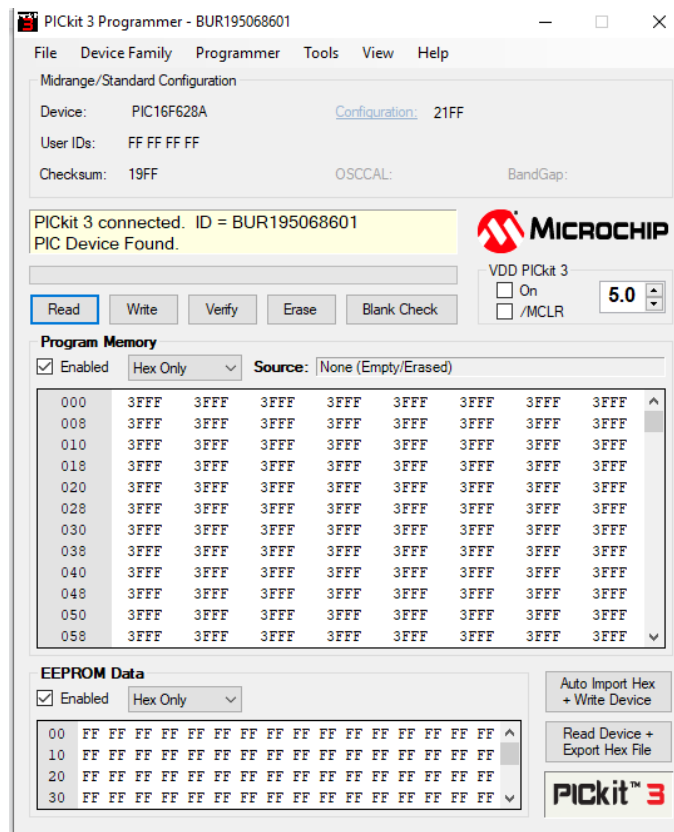 PICkit 3 Programmer - BUR195068601
File Device Family Programmer Tools View Help
Midrange/Standard Configuration
Device: PIC16F628A Configuration: 21FF
User IDs: FF FF FF FF
Checksum: 19FF OSCCAL: BandGap:
PICkit 3 connected. ID = BUR195068601
PIC Device Found.
MICROCHIP
VDD PICkit 3
On
/MCLR
5.0
Read Write Verify Erase Blank Check
Program Memory
Enabled Hex Only Source: None (Empty/Erased)
000 3FFF 3FFF 3FFF 3FFF 3FFF 3FFF 3FFF 3FFF
008 3FFF 3FFF 3FFF 3FFF 3FFF 3FFF 3FFF 3FFF
010 3FFF 3FFF 3FFF 3FFF 3FFF 3FFF 3FFF 3FFF
018 3FFF 3FFF 3FFF 3FFF 3FFF 3FFF 3FFF 3FFF
020 3FFF 3FFF 3FFF 3FFF 3FFF 3FFF 3FFF 3FFF
028 3FFF 3FFF 3FFF 3FFF 3FFF 3FFF 3FFF 3FFF
030 3FFF 3FFF 3FFF 3FFF 3FFF 3FFF 3FFF 3FFF
038 3FFF 3FFF 3FFF 3FFF 3FFF 3FFF 3FFF 3FFF
040 3FFF 3FFF 3FFF 3FFF 3FFF 3FFF 3FFF 3FFF
048 3FFF 3FFF 3FFF 3FFF 3FFF 3FFF 3FFF 3FFF
050 3FFF 3FFF 3FFF 3FFF 3FFF 3FFF 3FFF 3FFF
058 3FFF 3FFF 3FFF 3FFF 3FFF 3FFF 3FFF 3FFF
EEPROM Data
Enabled Hex Only
00 FF FF FF FF FF FF FF FF FF FF FF FF FF FF FF FF
10 FF FF FF FF FF FF FF FF FF FF FF FF FF FF FF FF
20 FF FF FF FF FF FF FF FF FF FF FF FF FF FF FF FF
30 FF FF FF FF FF FF FF FF FF FF FF FF FF FF FF FF
Auto Import Hex
+ Write Device
Read Device +
Export Hex File
PICkit™ 3